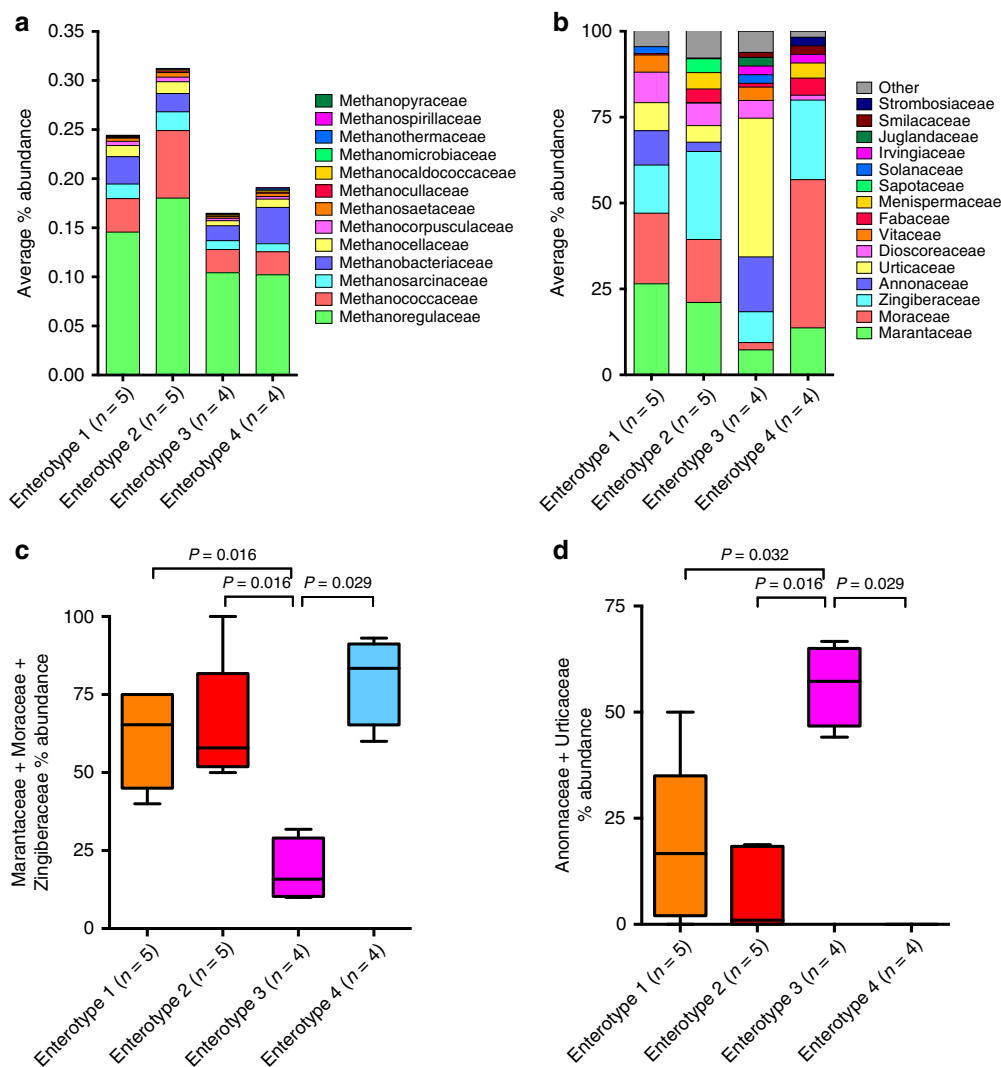 a
Average % abundance
0.35
0.30
0.25
0.20
0.15
0.10
0.05
0.00
Enterotype 1 (n = 5)
Enterotype 2 (n = 5)
Enterotype 3 (n = 4)
Enterotype 4 (n = 4)
Methanopyraceae
Methanospirillaceae
Methanothermaceae
Methanomicrobiaceae
Methanocaldococcaceae
Methanocullaceae
Methanosaetaceae
Methanocorpusculaceae
Methanocellaceae
Methanobacteriaceae
Methanosarcinaceae
Methanococcaceae
Methanoregulaceae
b
Average % abundance
100
75
50
25
0
Enterotype 1 (n = 5)
Enterotype 2 (n = 5)
Enterotype 3 (n = 4)
Enterotype 4 (n = 4)
Other
Strombosiaceae
Smilacaceae
Juglandaceae
Irvingiaceae
Solanaceae
Sapotaceae
Menispermaceae
Fabaceae
Vitaceae
Dioscoreaceae
Urticaceae
Annonaceae
Zingiberaceae
Moraceae
Marantaceae
c
P = 0.016
P = 0.016
P = 0.029
Marantaceae + Moraceae +
Zingiberaceae % abundance
100
75
50
25
0
Enterotype 1 (n = 5)
Enterotype 2 (n = 5)
Enterotype 3 (n = 4)
Enterotype 4 (n = 4)
d
P = 0.032
P = 0.016
P = 0.029
Anonnaceae + Urticaceae
% abundance
75
50
25
0
Enterotype 1 (n = 5)
Enterotype 2 (n = 5)
Enterotype 3 (n = 4)
Enterotype 4 (n = 4)